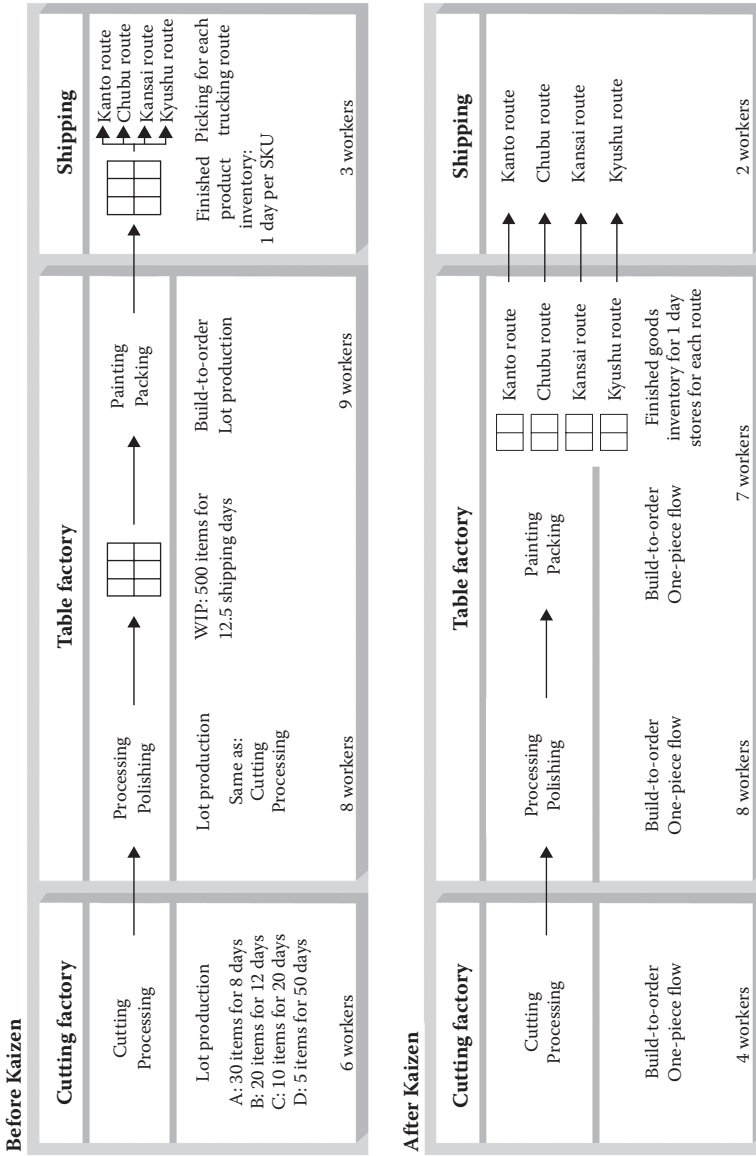 Before Kaizen
Cutting factory
Cutting
Processing
Lot production
A: 30 items for 8 days
B: 20 items for 12 days
C: 10 items for 20 days
D: 5 items for 50 days
6 workers
Table factory
Processing
Polishing
Lot production
Same as:
Cutting
Processing
8 workers
WIP: 500 items for
12.5 shipping days
Painting
Packing
Build-to-order
Lot production
9 workers
Shipping
Kanto route
Chubu route
Kansai route
Kyushu route
Finished
product
inventory:
1 day per SKU
Picking for each
trucking route
3 workers
After Kaizen
Cutting factory
Cutting
Processing
Build-to-order
One-piece flow
4 workers
Table factory
Processing
Polishing
Build-to-order
One-piece flow
8 workers
Painting
Packing
Build-to-order
One-piece flow
Kanto route
Chubu route
Kansai route
Kyushu route
Finished goods
inventory for 1 day
stores for each route
7 workers
Shipping
Kanto route
Chubu route
Kansai route
Kyushu route
2 workers